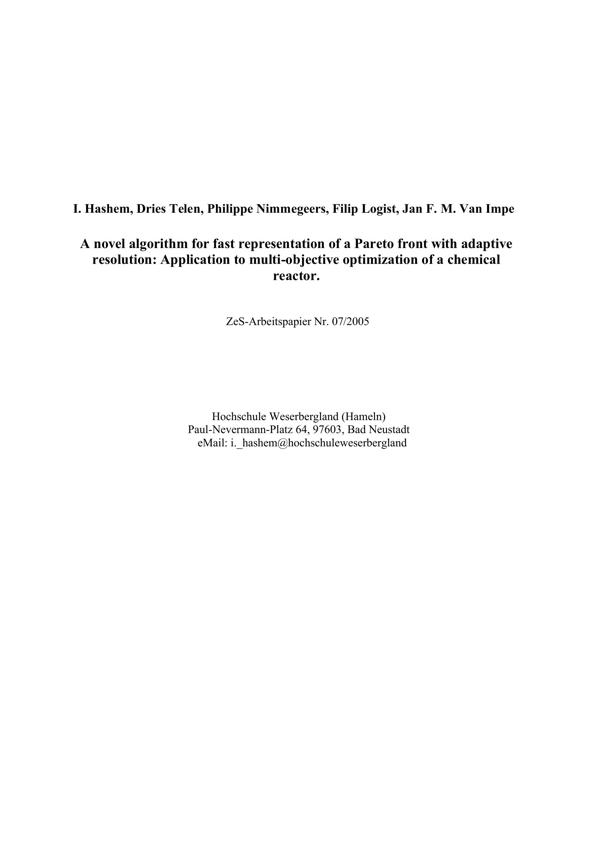 I. Hashem, Dries Telen, Philippe Nimmegeers, Filip Logist, Jan F. M. Van Impe
A novel algorithm for fast representation of a Pareto front with adaptive
resolution: Application to multi-objective optimization of a chemical
reactor.
ZeS-Arbeitspapier Nr. 07/2005
Hochschule Weserbergland (Hameln)
Paul-Nevermann-Platz 64, 97603, Bad Neustadt
eMail: i._hashem@hochschuleweserbergland